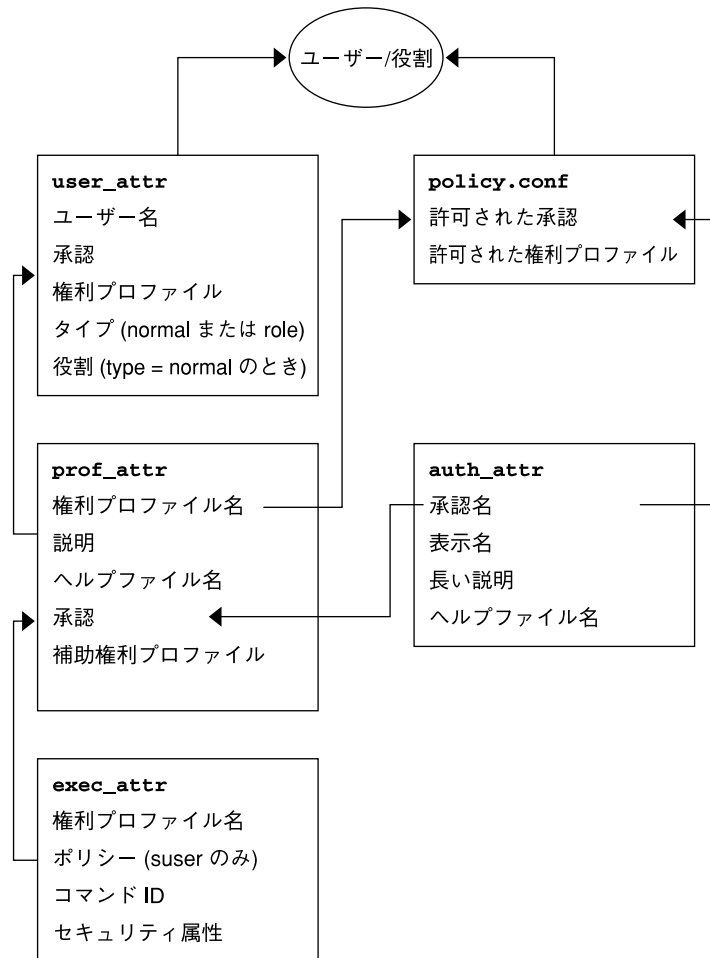 ユーザー/役割
user_attr
ユーザー名
承認
権利プロファイル
タイプ (normal または role)
役割 (type = normal のとき)
policy.conf
許可された承認
許可された権利プロファイル
prof_attr
権利プロファイル名
説明
ヘルプファイル名
承認
補助権利プロファイル
auth_attr
承認名
表示名
長い説明
ヘルプファイル名
exec_attr
権利プロファイル名
ポリシー (suser のみ)
コマンド ID
セキュリティ属性